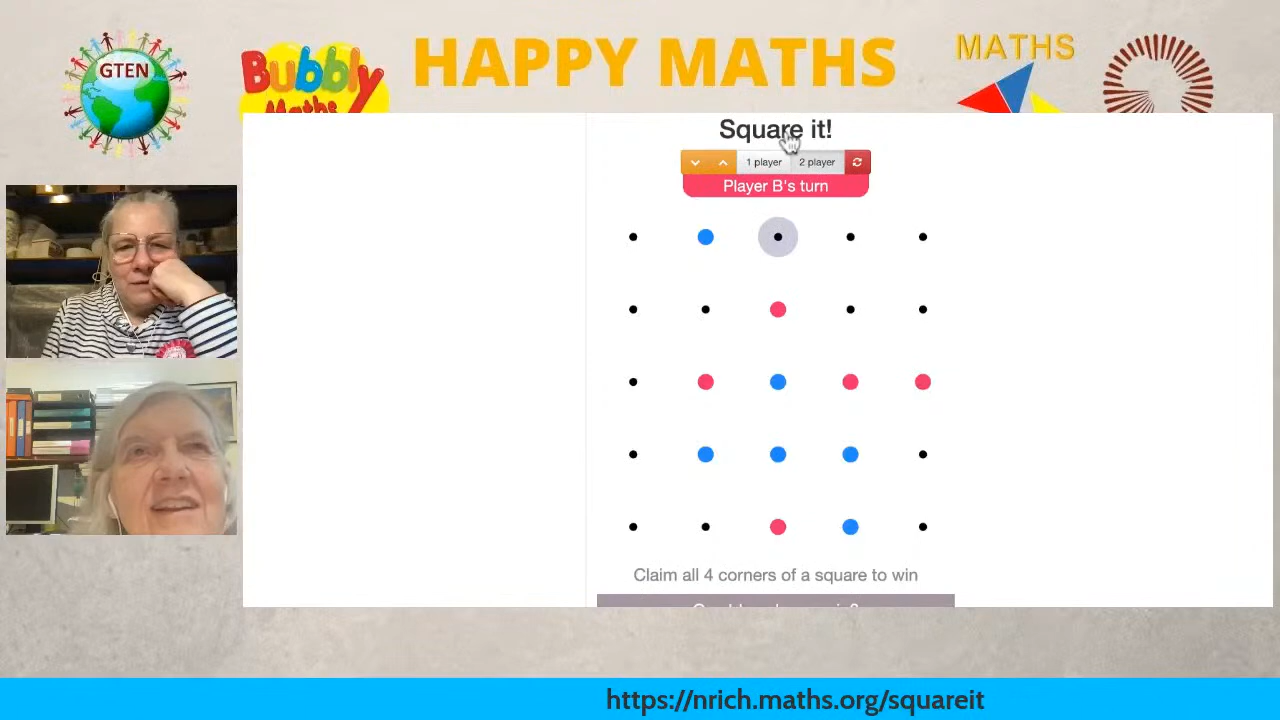 GTEN
Bubbly
Maths
HAPPY MATHS
MATHS
Square it!
1 player
2 player
Player B's turn
Claim all 4 corners of a square to win
https://nrich.maths.org/squareit